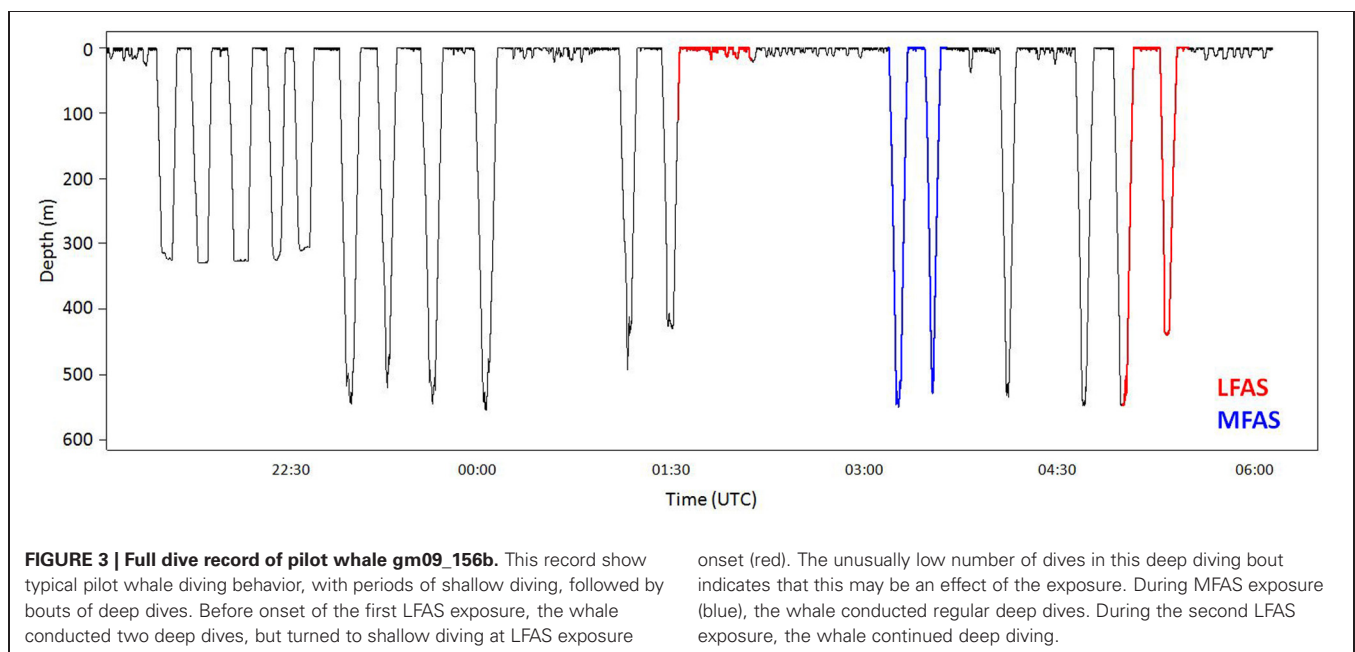 0
100
200
300
400
500
600
Depth (m)
22:30
00:00
01:30
03:00
04:30
06:00
Time (UTC)
LFAS
MFAS
FIGURE 3 | Full dive record of pilot whale gm09_156b. This record show
typical pilot whale diving behavior, with periods of shallow diving, followed by
bouts of deep dives. Before onset of the first LFAS exposure, the whale
conducted two deep dives, but turned to shallow diving at LFAS exposure
onset (red). The unusually low number of dives in this deep diving bout
indicates that this may be an effect of the exposure. During MFAS exposure
(blue), the whale conducted regular deep dives. During the second LFAS
exposure, the whale continued deep diving.